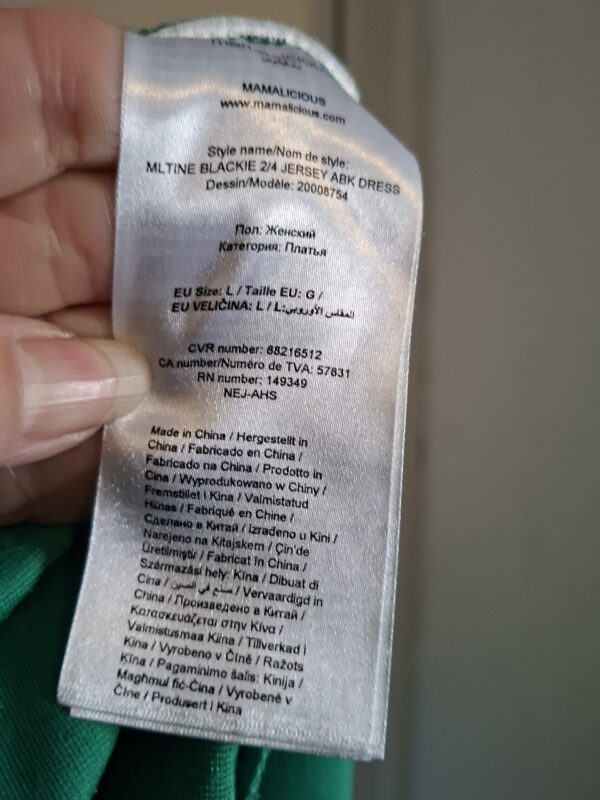 MAMALICIOUS
www.mamalicious.com
Style name/Nom de style:
MLTINE BLACKIE 2/4 JERSEY ABK DRESS
Dessin/Modèle: 20008754
Пол: Женский
Категория: Платья
EU Size: L / Taille EU: G /
EU VELIČINA: L / L:المقاس الأوروبي
CVR number: 88216512
CA number/Numéro de TVA: 57831
RN number: 149349
NEJ-AHS
Made in China / Hergestellt in
China / Fabricado en China /
Fabricado na China / Prodotto in
Cina / Wyprodukowano w Chiny /
Fremstillet i Kina / Valmistatud
Hiinas / Fabriqué en Chine /
Сделано в Китай / Izrađeno u Kini /
Narejeno na Kitajskem / Çin'de
Üretilmiştir / Fabricat în China /
Származási hely: Kína / Dibuat di
Cina / صنع في الصين / Vervaardigd in
China / Произведено в Китай /
Κατασκευάζεται στην Κίνα /
Valmistusmaa Kiina / Tillverkad i
Kina / Vyrobeno v Číně / Ražots
Ķīna / Pagaminimo šalis: Kinija /
Magħmul fiċ-Ċina / Vyrobené v
Číne / Produsert i Kina